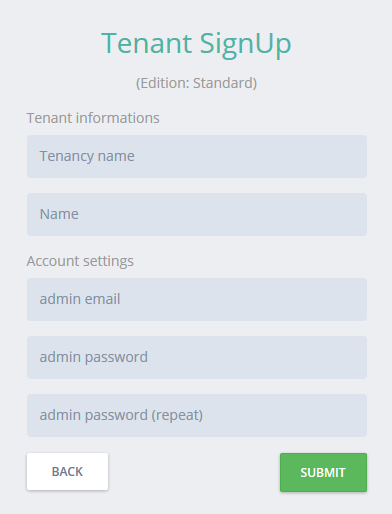 Tenant SignUp
(Edition: Standard)
Tenant informations
Tenancy name
Name
Account settings
admin email
admin password
admin password (repeat)
BACK
SUBMIT